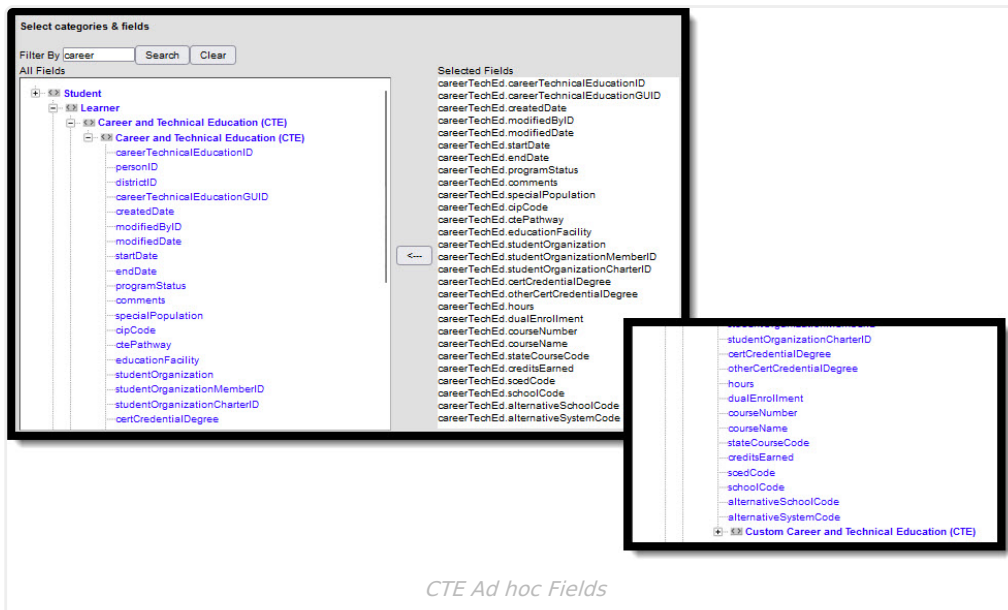 Select categories & fields
Filter By career Search Clear
All Fields
Student
Learner
Career and Technical Education (CTE)
Career and Technical Education (CTE)
careerTechnicalEducationID
personID
districtID
careerTechnicalEducationGUID
createdDate
modifiedByID
modifiedDate
startDate
endDate
programStatus
comments
specialPopulation
cipCode
ctePathway
educationFacility
studentOrganization
studentOrganizationMemberID
studentOrganizationCharterID
certCredentialDegree
<---
Selected Fields
careerTechEd.careerTechnicalEducationID
careerTechEd.careerTechnicalEducationGUID
careerTechEd.createdDate
careerTechEd.modifiedByID
careerTechEd.modifiedDate
careerTechEd.startDate
careerTechEd.endDate
careerTechEd.programStatus
careerTechEd.comments
careerTechEd.specialPopulation
careerTechEd.cipCode
careerTechEd.ctePathway
careerTechEd.educationFacility
careerTechEd.studentOrganization
careerTechEd.studentOrganizationMemberID
careerTechEd.studentOrganizationCharterID
careerTechEd.certCredentialDegree
careerTechEd.otherCertCredentialDegree
careerTechEd.hours
careerTechEd.dualEnrollment
careerTechEd.courseNumber
careerTechEd.courseName
careerTechEd.stateCourseCode
careerTechEd.creditsEarned
careerTechEd.scedCode
careerTechEd.schoolCode
careerTechEd.alternativeSchoolCode
careerTechEd.alternativeSystemCode
studentOrganizationCharterID
certCredentialDegree
otherCertCredentialDegree
hours
dualEnrollment
courseNumber
courseName
stateCourseCode
creditsEarned
scedCode
schoolCode
alternativeSchoolCode
alternativeSystemCode
Custom Career and Technical Education (CTE)
CTE Ad hoc Fields